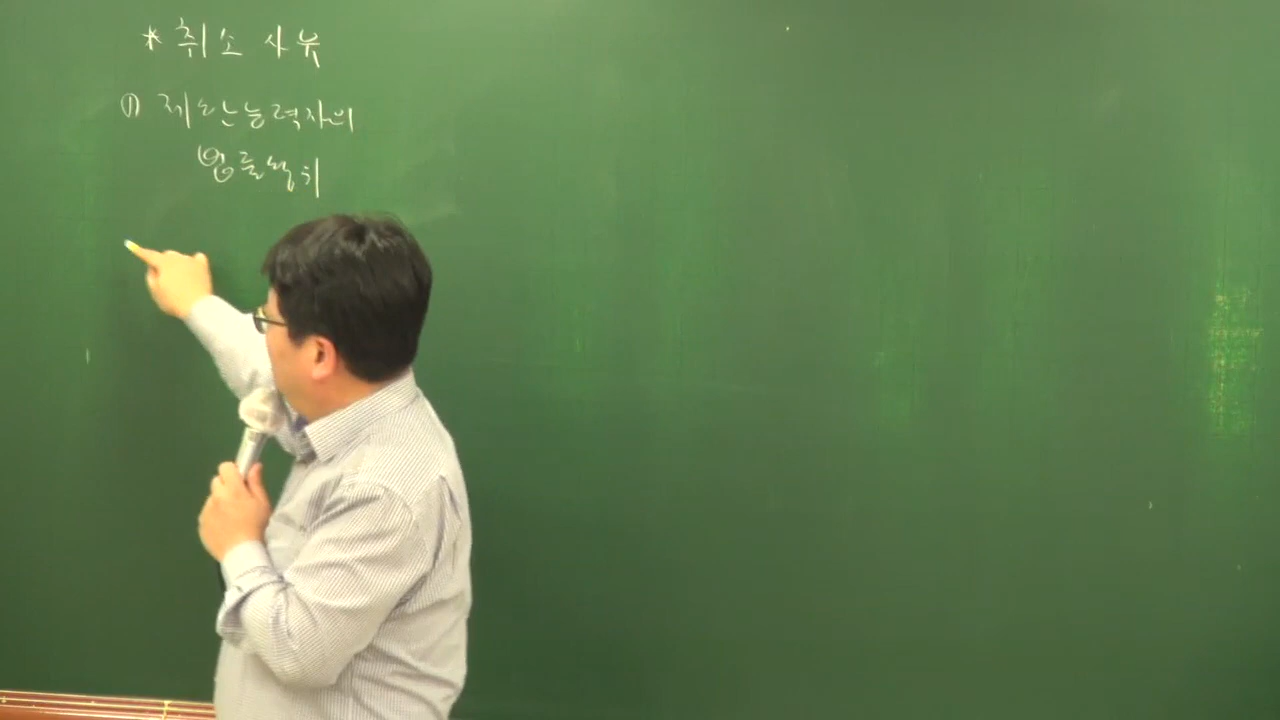 * 취소 사유
① 제한능력자의
법률행위